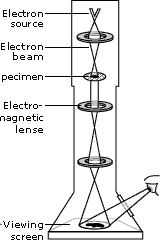 Electron
source
Electron
beam
pecimen
Electro-
magnetic
lense
Viewing
screen